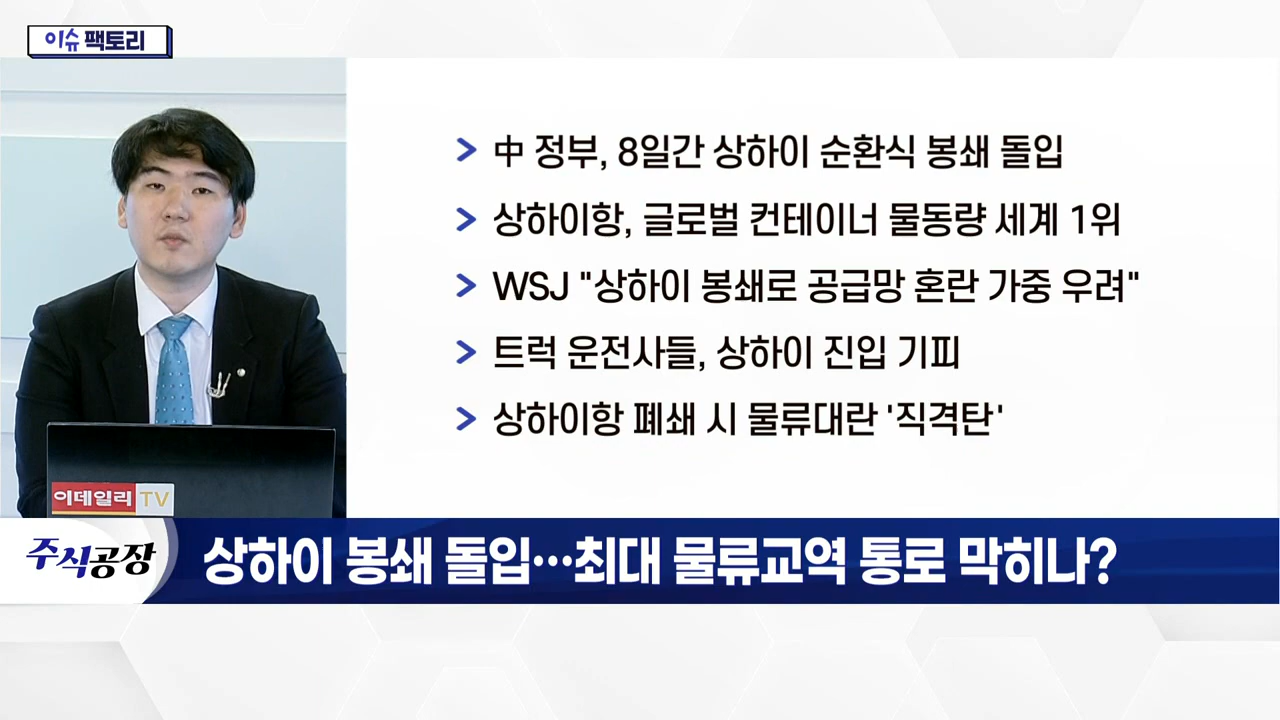 이슈 팩토리
中 정부, 8일간 상하이 순환식 봉쇄 돌입
상하이항, 글로벌 컨테이너 물동량 세계 1위
WSJ "상하이 봉쇄로 공급망 혼란 가중 우려"
트럭 운전사들, 상하이 진입 기피
상하이항 폐쇄 시 물류대란 '직격탄'
이데일리 TV
주식공장
상하이 봉쇄 돌입…최대 물류교역 통로 막히나?